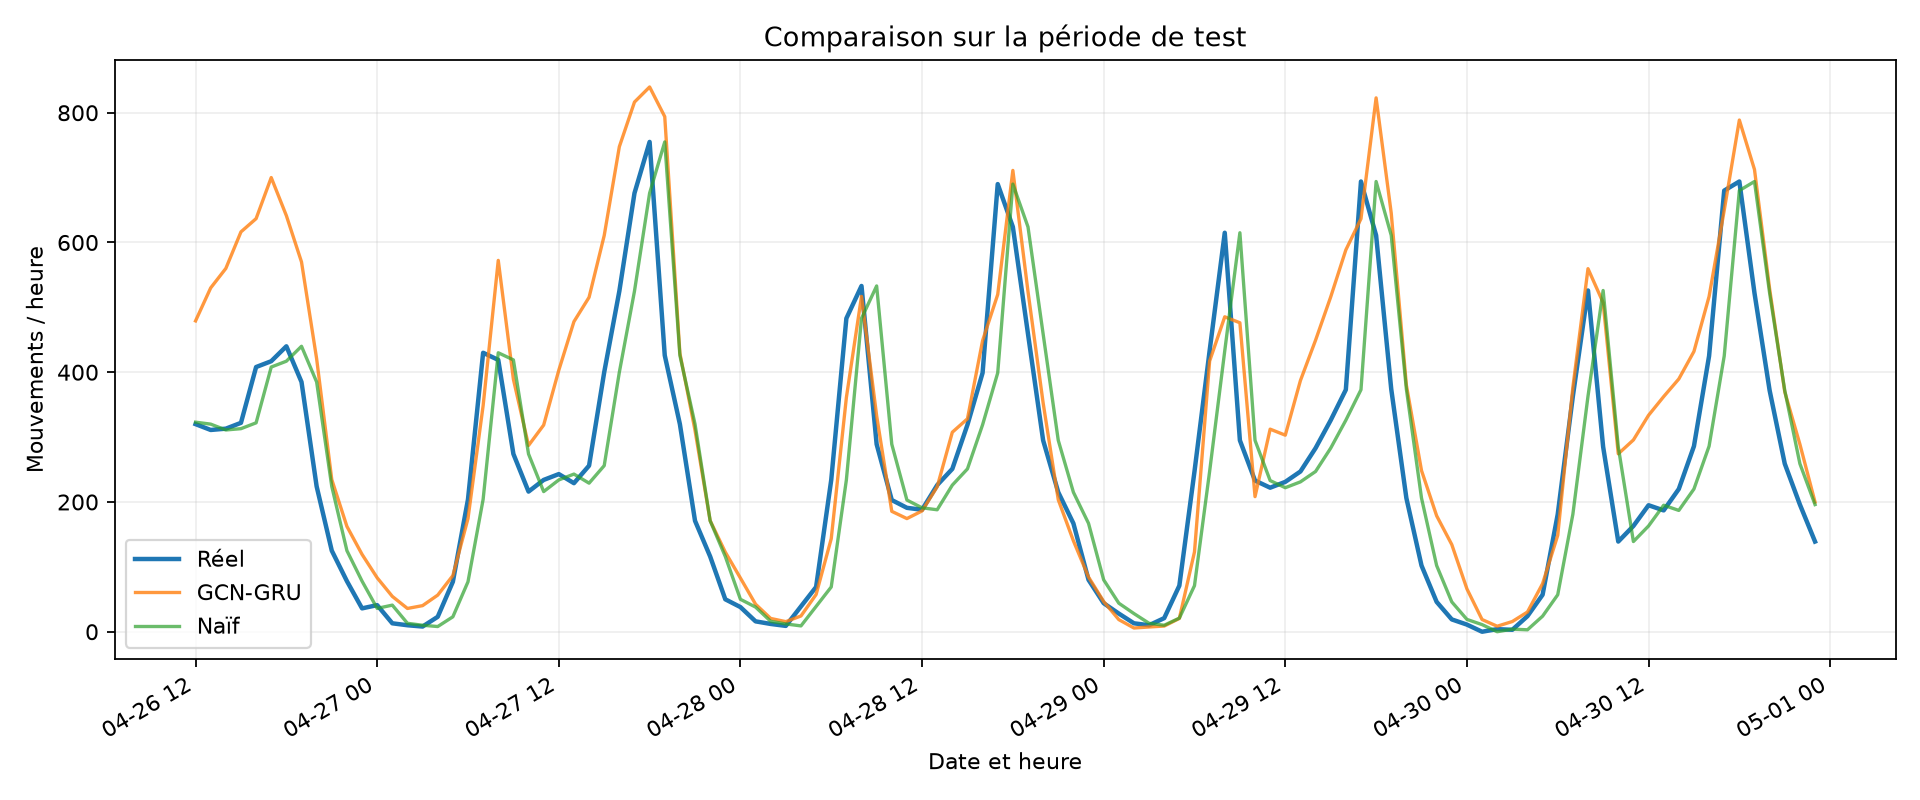 Comparaison sur la période de test
Mouvements / heure
800
600
400
200
0
Réel
GCN-GRU
Naïf
04-26 12
04-27 00
04-27 12
04-28 00
04-28 12
04-29 00
04-29 12
04-30 00
04-30 12
05-01 00
Date et heure